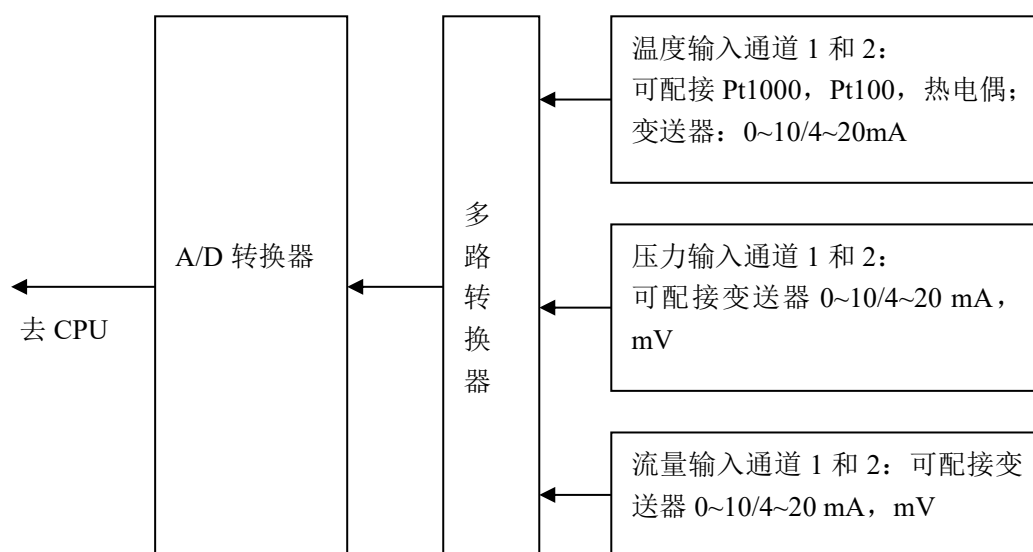 去 CPU
A/D 转换器
多
路
转
换
器
温度输入通道 1 和 2：
可配接 Pt1000，Pt100，热电偶；
变送器：0~10/4~20mA
压力输入通道 1 和 2：
可配接变送器 0~10/4~20 mA，
mV
流量输入通道 1 和 2：可配接变
送器 0~10/4~20 mA，mV